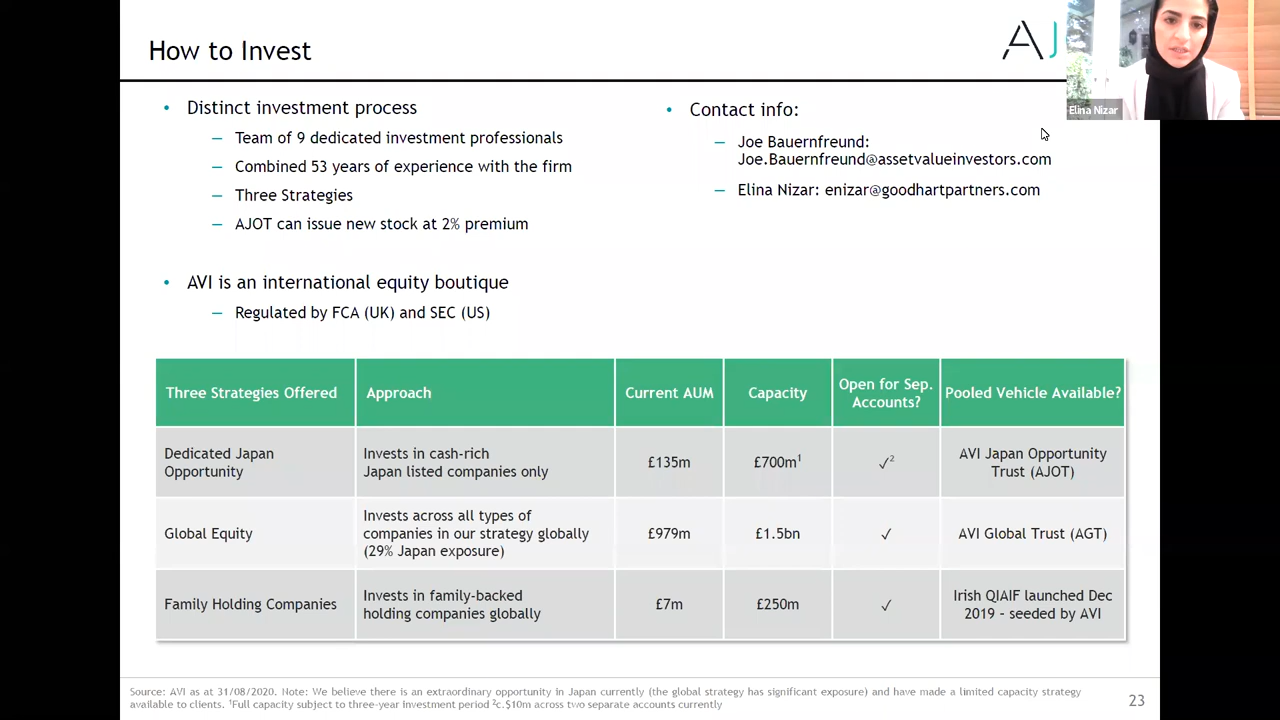 How to Invest
AJ
Elina Nizar
• Distinct investment process
– Team of 9 dedicated investment professionals
– Combined 53 years of experience with the firm
– Three Strategies
– AJOT can issue new stock at 2% premium
• AVI is an international equity boutique
– Regulated by FCA (UK) and SEC (US)
• Contact info:
– Joe Bauernfreund:
Joe.Bauernfreund@assetvalueinvestors.com
– Elina Nizar: enizar@goodhartpartners.com
Three Strategies Offered
Approach
Current AUM
Capacity
Open for Sep.
Accounts?
Pooled Vehicle Available?
Dedicated Japan
Opportunity
Invests in cash-rich
Japan listed companies only
£135m
£700m¹
✓²
AVI Japan Opportunity
Trust (AJOT)
Global Equity
Invests across all types of
companies in our strategy globally
(29% Japan exposure)
£979m
£1.5bn
✓
AVI Global Trust (AGT)
Family Holding Companies
Invests in family-backed
holding companies globally
£7m
£250m
✓
Irish QIAIF launched Dec
2019 – seeded by AVI
Source: AVI as at 31/08/2020. Note: We believe there is an extraordinary opportunity in Japan currently (the global strategy has significant exposure) and have made a limited capacity strategy
available to clients. ¹Full capacity subject to three-year investment period ²c.$10m across two separate accounts currently
23